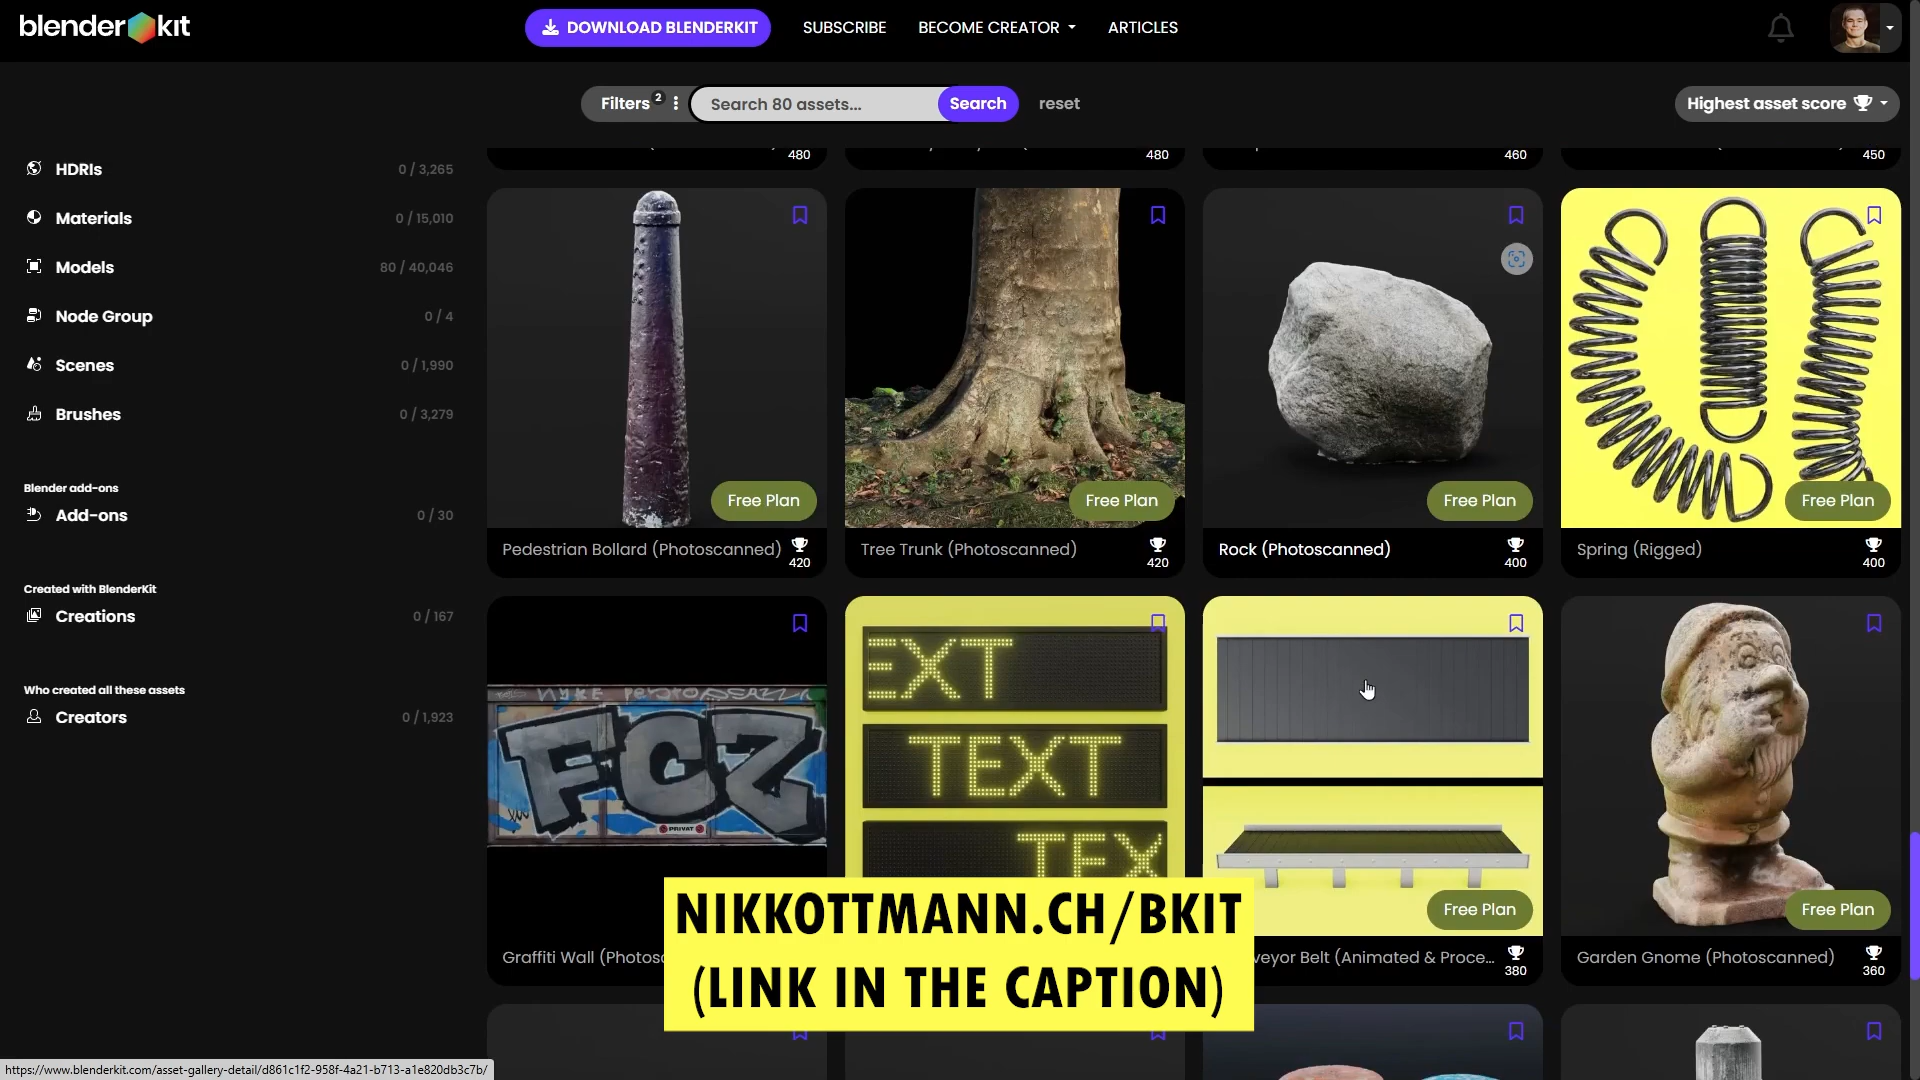 blenderkit
DOWNLOAD BLENDERKIT
SUBSCRIBE
BECOME CREATOR
ARTICLES
Filters 2
Search 80 assets...
Search
reset
Highest asset score
HDRIs 0 / 3,265
Materials 0 / 15,010
Models 80 / 40,046
Node Group 0 / 4
Scenes 0 / 1,990
Brushes 0 / 3,279
Blender add-ons
Add-ons 0 / 30
Created with BlenderKit
Creations 0 / 167
Who created all these assets
Creators 0 / 1,923
480
480
460
450
Free Plan
Free Plan
Free Plan
Free Plan
Pedestrian Bollard (Photoscanned) 420
Tree Trunk (Photoscanned) 420
Rock (Photoscanned) 400
Spring (Rigged) 400
FCZ
PRIVAT
EXT
TEXT
TEX
Free Plan
Free Plan
Graffiti Wall (Photos
veyor Belt (Animated & Proce... 380
Garden Gnome (Photoscanned) 360
NIKKOTTMANN.CH/BKIT
(LINK IN THE CAPTION)
https://www.blenderkit.com/asset-gallery-detail/d861c1f2-958f-4a21-b713-a1e820db3c7b/